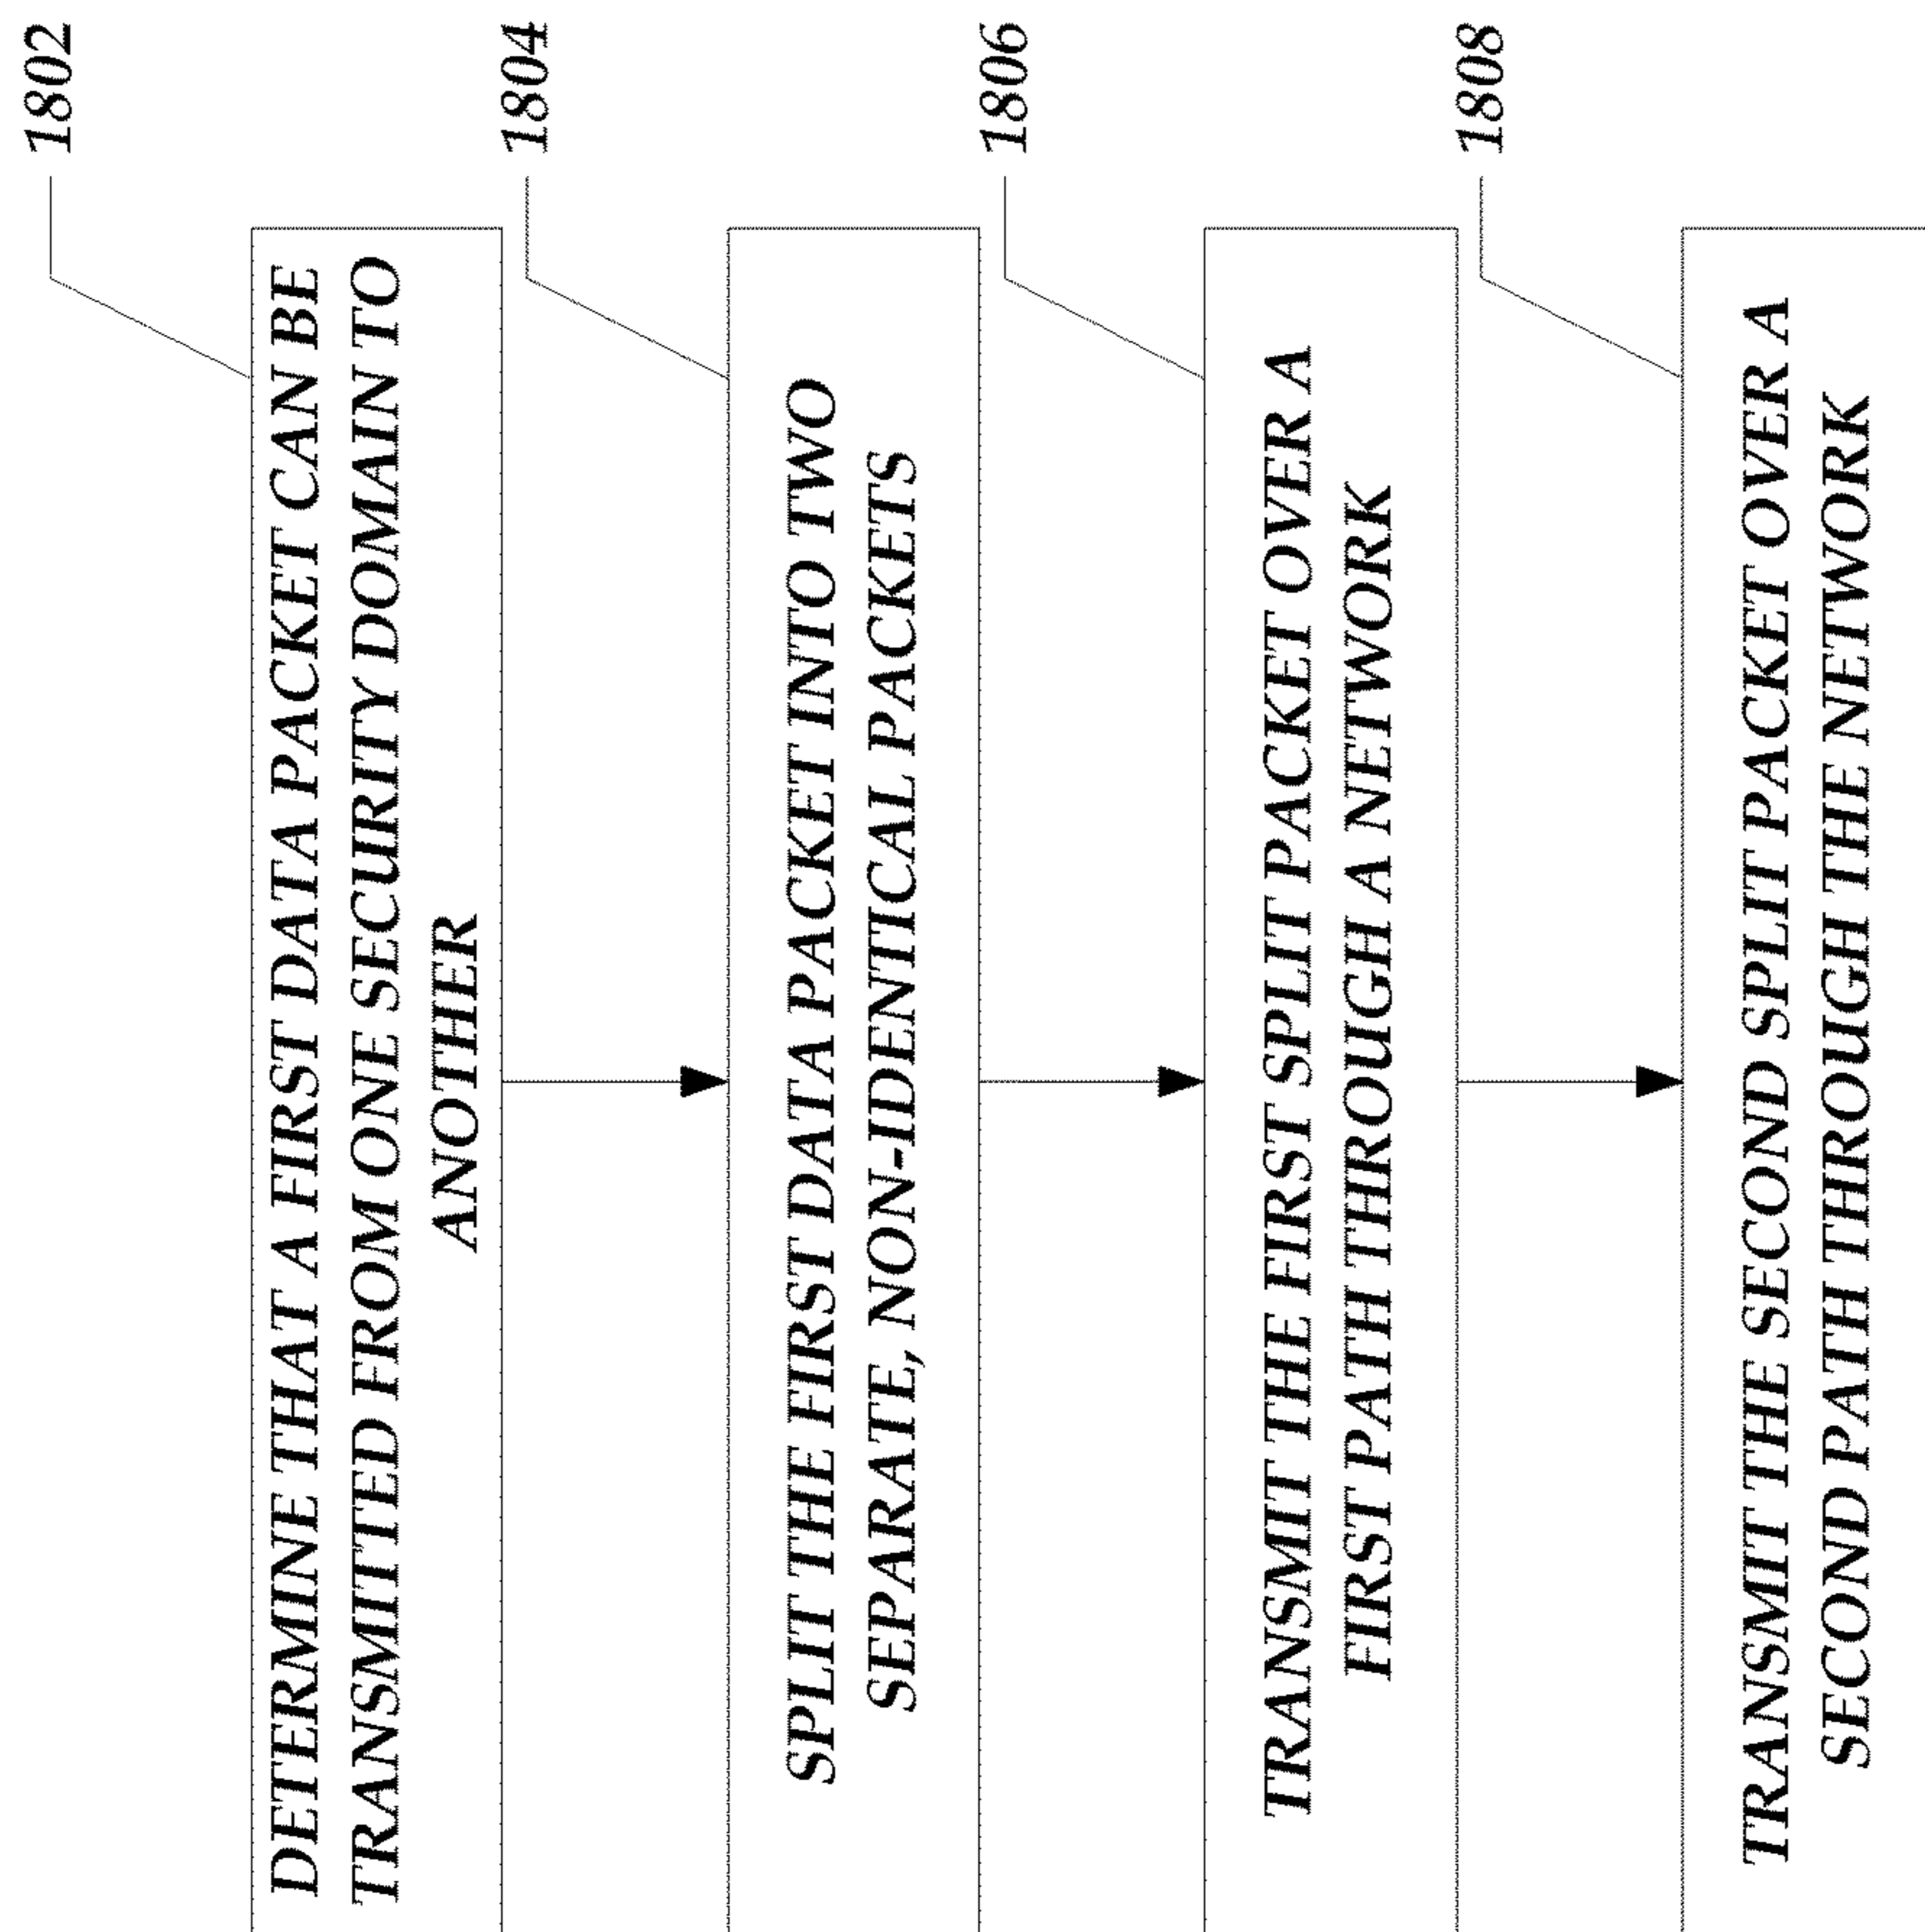 1802
DETERMINE THAT A FIRST DATA PACKET CAN BE
TRANSMITTED FROM ONE SECURITY DOMAIN TO
ANOTHER
1804
SPLIT THE FIRST DATA PACKET INTO TWO
SEPARATE, NON-IDENTICAL PACKETS
1806
TRANSMIT THE FIRST SPLIT PACKET OVER A
FIRST PATH THROUGH A NETWORK
1808
TRANSMIT THE SECOND SPLIT PACKET OVER A
SECOND PATH THROUGH THE NETWORK